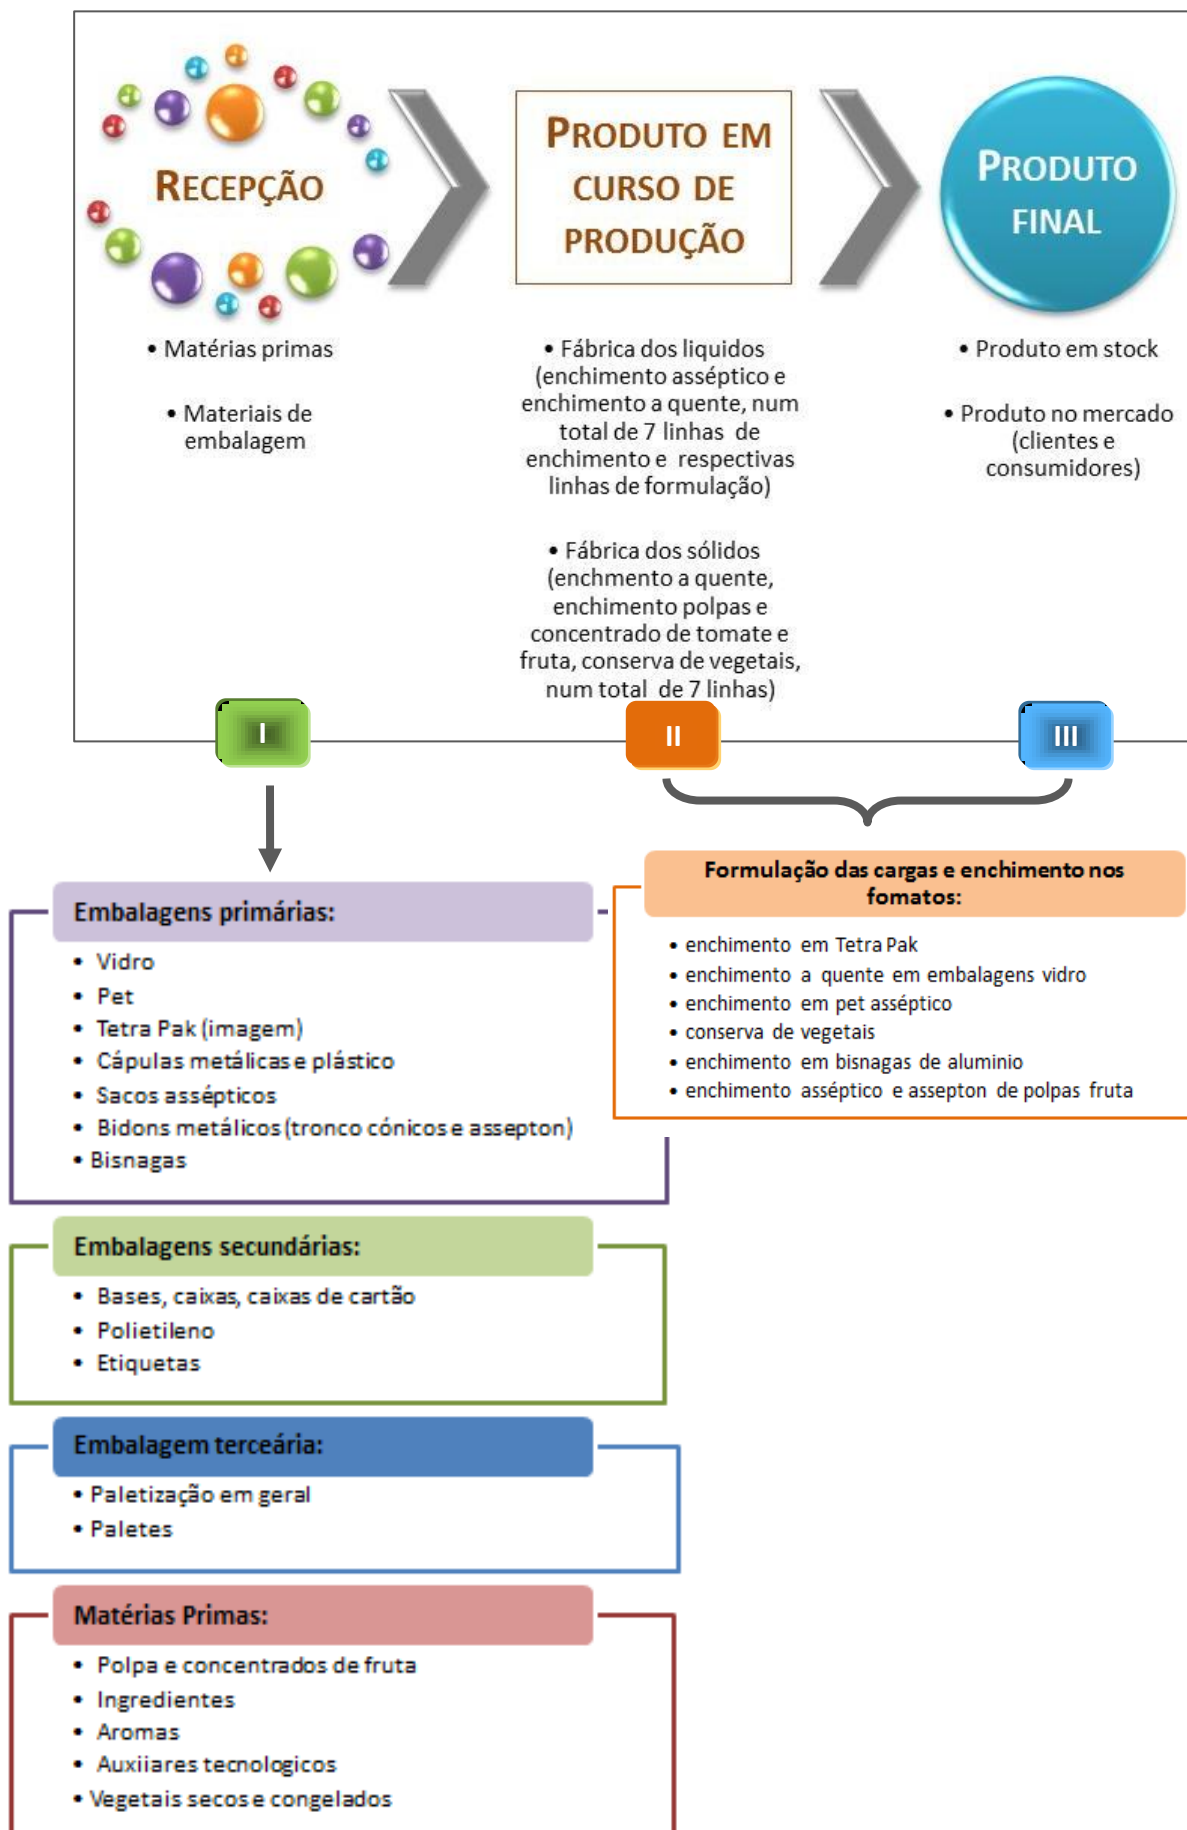 RECEPÇÃO
• Matérias primas
• Materiais de
embalagem
PRODUTO EM
CURSO DE
PRODUÇÃO
• Fábrica dos liquidos
(enchimento asséptico e
enchimento a quente, num
total de 7 linhas de
enchimento e respectivas
linhas de formulação)
• Fábrica dos sólidos
(enchmento a quente,
enchimento polpas e
concentrado de tomate e
fruta, conserva de vegetais,
num total de 7 linhas)
PRODUTO
FINAL
• Produto em stock
• Produto no mercado
(clientes e
consumidores)
I
II
III
Embalagens primárias:
• Vidro
• Pet
• Tetra Pak (imagem)
• Cápulas metálicas e plástico
• Sacos assépticos
• Bidons metálicos (tronco cónicos e assepton)
• Bisnagas
Formulação das cargas e enchimento nos
fomatos:
• enchimento em Tetra Pak
• enchimento a quente em embalagens vidro
• enchimento em pet asséptico
• conserva de vegetais
• enchimento em bisnagas de aluminio
• enchimento asséptico e assepton de polpas fruta
Embalagens secundárias:
• Bases, caixas, caixas de cartão
• Polietileno
• Etiquetas
Embalagem terceária:
• Paletização em geral
• Paletes
Matérias Primas:
• Polpa e concentrados de fruta
• Ingredientes
• Aromas
• Auxiiares tecnologicos
• Vegetais secos e congelados